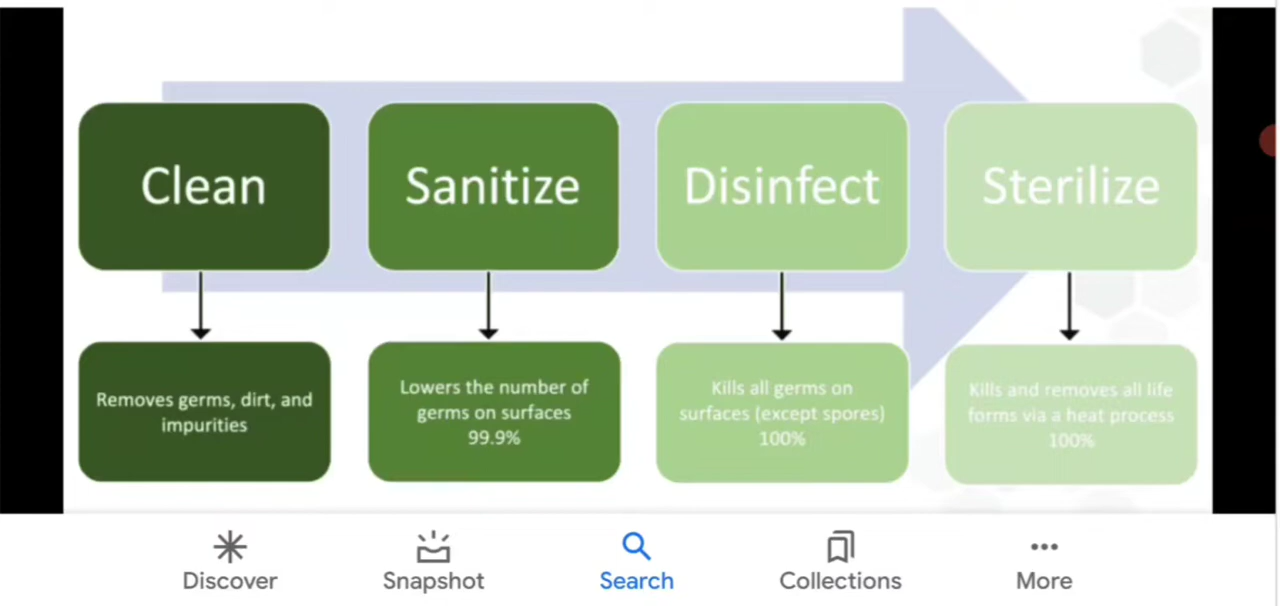 Clean
Sanitize
Disinfect
Sterilize
Removes germs, dirt, and
impurities
Lowers the number of
germs on surfaces
99.9%
Kills all germs on
surfaces (except spores)
100%
Kills and removes all life
forms via a heat process
100%
Discover
Snapshot
Search
Collections
More